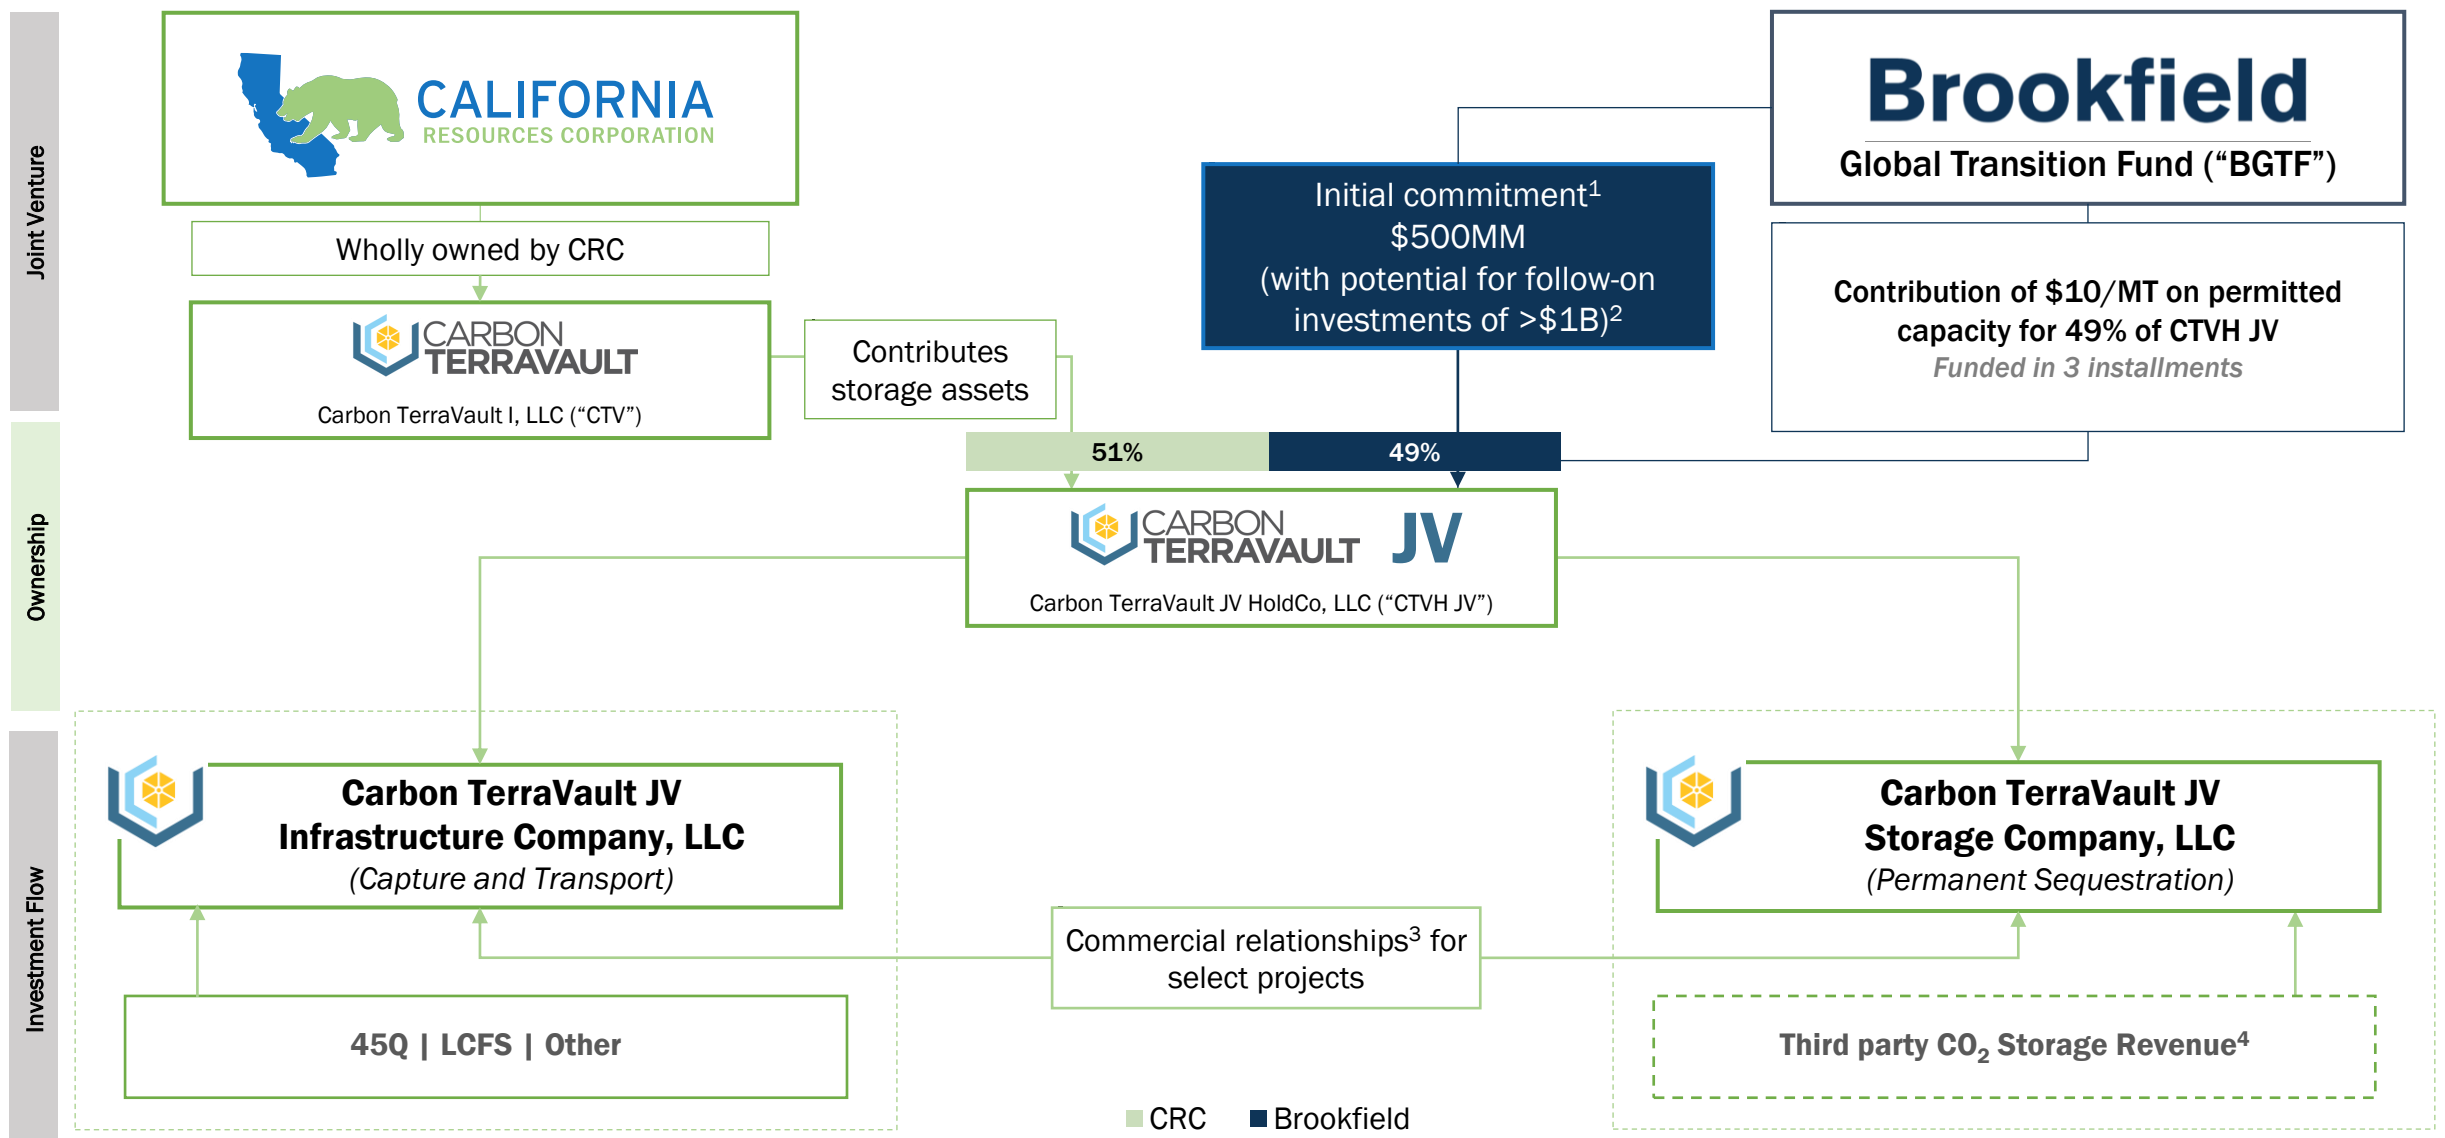 Joint Venture
CALIFORNIA
RESOURCES CORPORATION
Wholly owned by CRC
CARBON
TERRAVAULT
Carbon TerraVault I, LLC (“CTV”)
Contributes
storage assets
Initial commitment¹
$500MM
(with potential for follow-on
investments of >$1B)²
Brookfield
Global Transition Fund (“BGTF”)
Contribution of $10/MT on permitted
capacity for 49% of CTVH JV
Funded in 3 installments
Ownership
51%
49%
CARBON
TERRAVAULT JV
Carbon TerraVault JV HoldCo, LLC (“CTVH JV”)
Investment Flow
Carbon TerraVault JV
Infrastructure Company, LLC
(Capture and Transport)
45Q | LCFS | Other
Commercial relationships³ for
select projects
Carbon TerraVault JV
Storage Company, LLC
(Permanent Sequestration)
Third party CO₂ Storage Revenue⁴
CRC
Brookfield